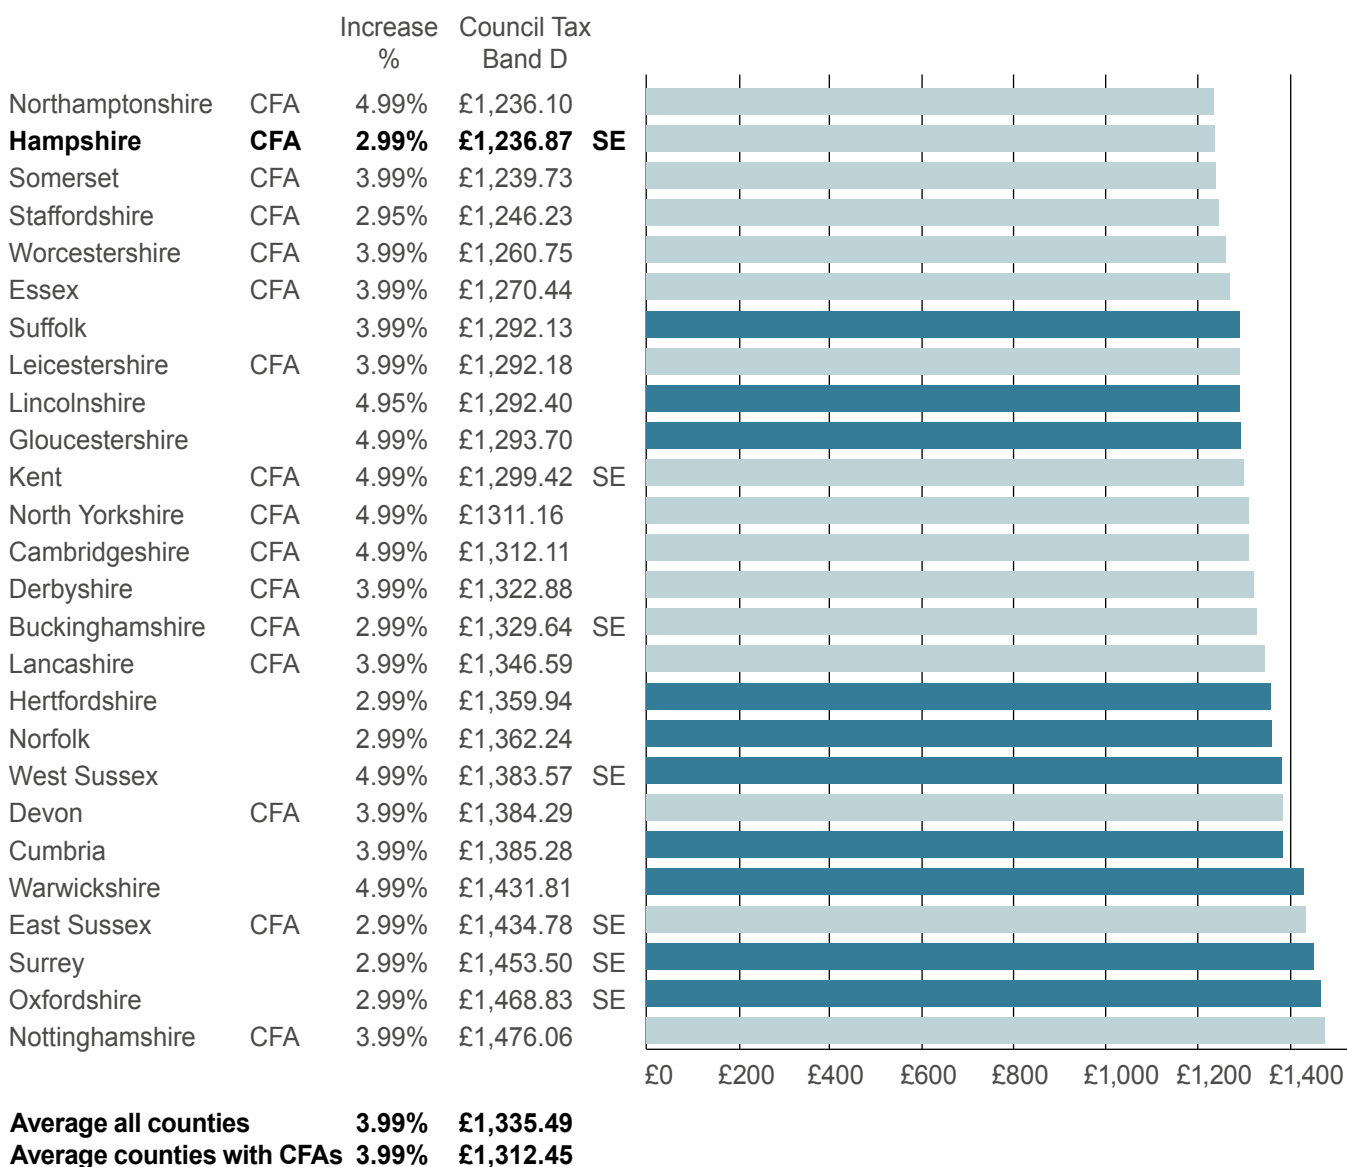 Increase Council Tax
% Band D
Northamptonshire CFA 4.99% £1,236.10
Hampshire CFA 2.99% £1,236.87 SE
Somerset CFA 3.99% £1,239.73
Staffordshire CFA 2.95% £1,246.23
Worcestershire CFA 3.99% £1,260.75
Essex CFA 3.99% £1,270.44
Suffolk 3.99% £1,292.13
Leicestershire CFA 3.99% £1,292.18
Lincolnshire 4.95% £1,292.40
Gloucestershire 4.99% £1,293.70
Kent CFA 4.99% £1,299.42 SE
North Yorkshire CFA 4.99% £1311.16
Cambridgeshire CFA 4.99% £1,312.11
Derbyshire CFA 3.99% £1,322.88
Buckinghamshire CFA 2.99% £1,329.64 SE
Lancashire CFA 3.99% £1,346.59
Hertfordshire 2.99% £1,359.94
Norfolk 2.99% £1,362.24
West Sussex 4.99% £1,383.57 SE
Devon CFA 3.99% £1,384.29
Cumbria 3.99% £1,385.28
Warwickshire 4.99% £1,431.81
East Sussex CFA 2.99% £1,434.78 SE
Surrey 2.99% £1,453.50 SE
Oxfordshire 2.99% £1,468.83 SE
Nottinghamshire CFA 3.99% £1,476.06
£0 £200 £400 £600 £800 £1,000 £1,200 £1,400
Average all counties 3.99% £1,335.49
Average counties with CFAs 3.99% £1,312.45